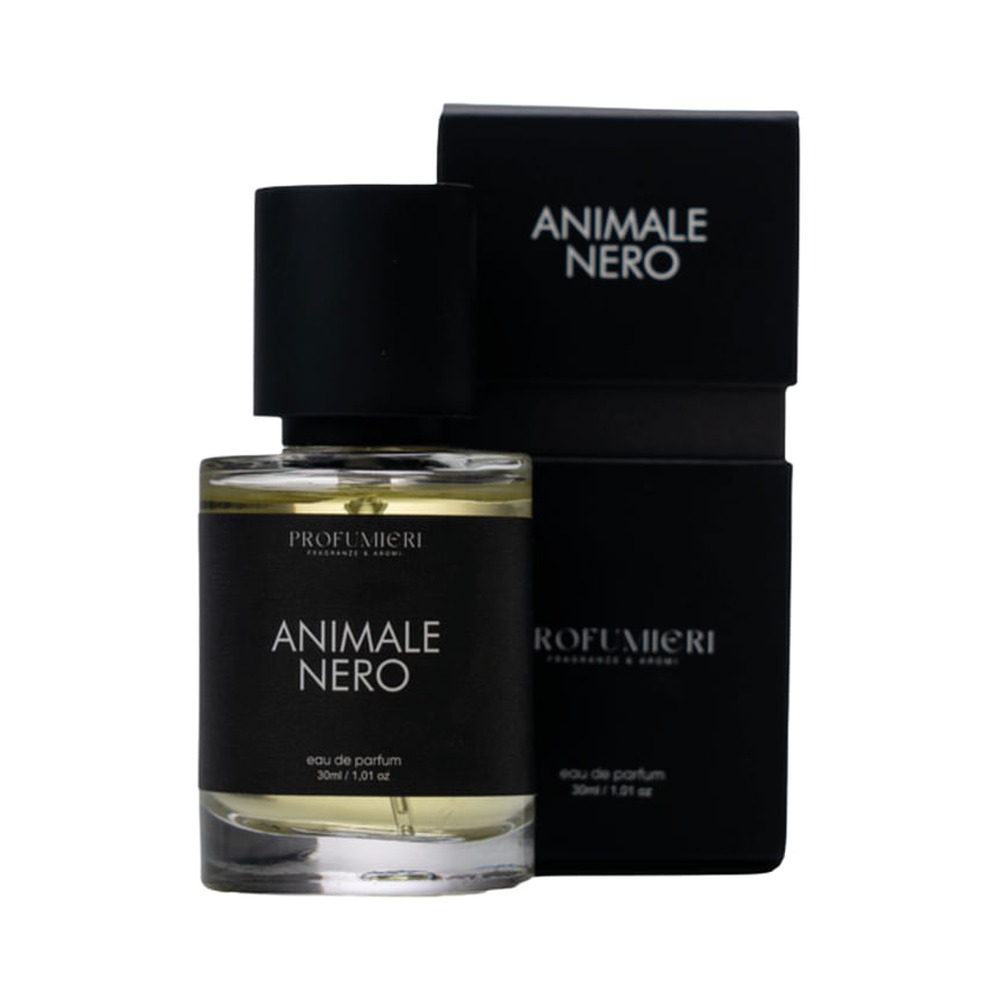 ANIMALE
NERO
PROFUMIERI
FRAGRANZE & AROMI
ANIMALE
NERO
eau de parfum
30ml / 1,01 oz
ROFUMIERI
FRAGRANZE & AROMI
eau de parfum
30ml / 1,01 oz